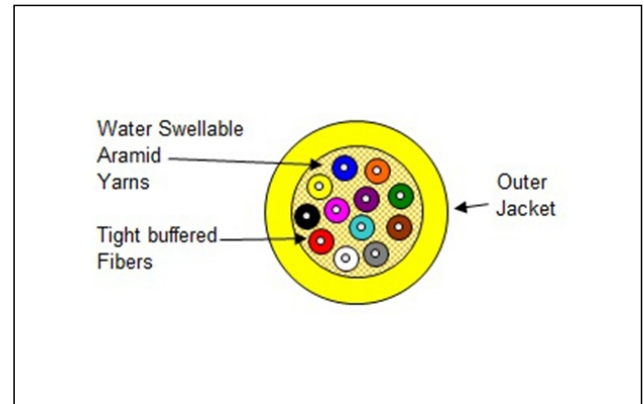 Water Swellable
Aramid
Yarns
Outer
Jacket
Tight buffered
Fibers